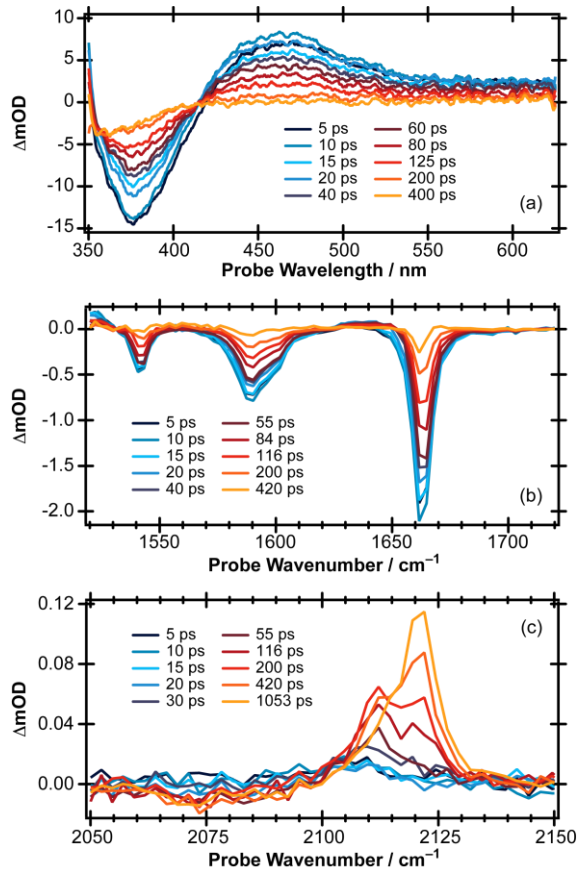 10
5
0
-5
-10
-15
ΔmOD
5 ps
10 ps
15 ps
20 ps
40 ps
60 ps
80 ps
125 ps
200 ps
400 ps
(a)
350 400 450 500 550 600
Probe Wavelength / nm
0.0
-0.5
-1.0
-1.5
-2.0
ΔmOD
5 ps
10 ps
15 ps
20 ps
40 ps
55 ps
84 ps
116 ps
200 ps
420 ps
(b)
1550 1600 1650 1700
Probe Wavenumber / cm⁻¹
0.12
0.08
0.04
0.00
ΔmOD
5 ps
10 ps
15 ps
20 ps
30 ps
55 ps
116 ps
200 ps
420 ps
1053 ps
(c)
2050 2075 2100 2125 2150
Probe Wavenumber / cm⁻¹